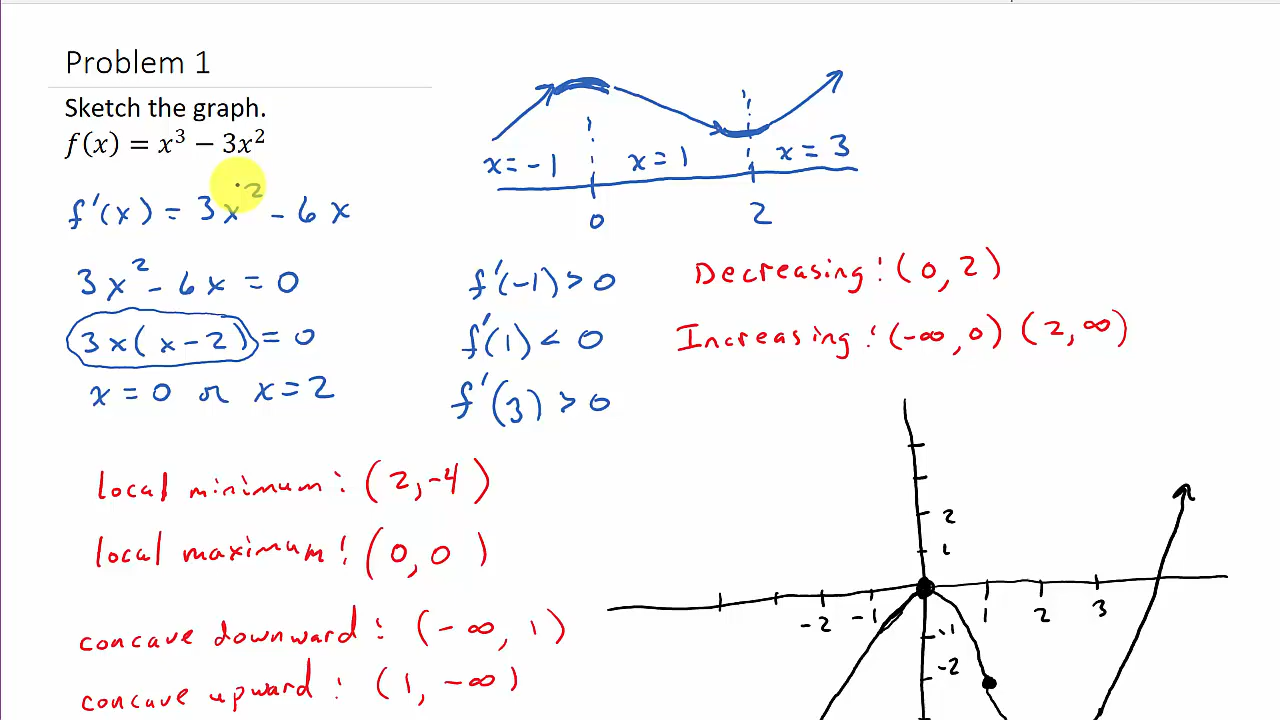 Problem 1
Sketch the graph.
f(x) = x³ − 3x²
f'(x) = 3x² - 6x
3x² - 6x = 0
3x(x-2) = 0
x = 0 or x = 2
x = -1 x = 1 x = 3
0 2
f'(-1) > 0
f'(1) < 0
f'(3) > 0
Decreasing: (0, 2)
Increasing: (-∞, 0) (2, ∞)
local minimum: (2, -4)
local maximum: (0, 0)
concave downward: (-∞, 1)
concave upward: (1, -∞)
2
1
-2 -1 1 2 3
-1
-2